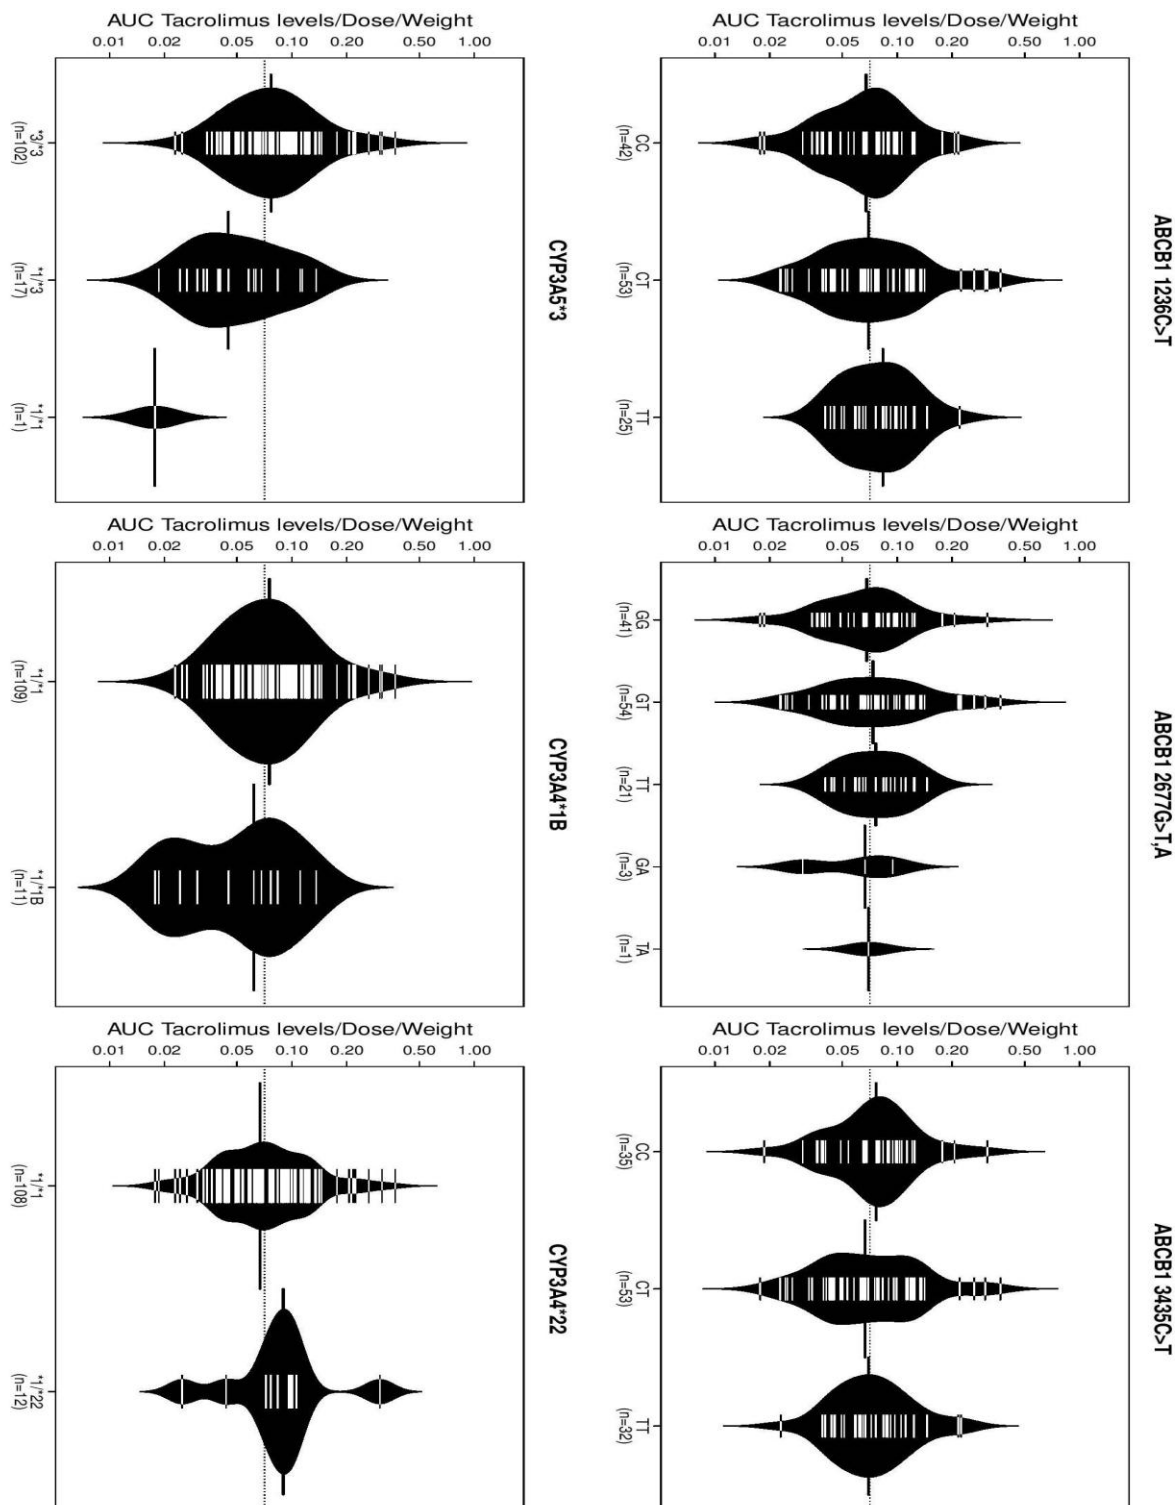 ABCB1 1236C>T
AUC Tacrolimus levels/Dose/Weight
1.00
0.50
0.20
0.10
0.05
0.02
0.01
CC CT TT
(n=42) (n=53) (n=25)
ABCB1 2677G>T,A
AUC Tacrolimus levels/Dose/Weight
1.00
0.50
0.20
0.10
0.05
0.02
0.01
GG GT TT GA TA
(n=41) (n=54) (n=21) (n=3) (n=1)
ABCB1 3435C>T
AUC Tacrolimus levels/Dose/Weight
1.00
0.50
0.20
0.10
0.05
0.02
0.01
CC CT TT
(n=35) (n=53) (n=32)
CYP3A5*3
AUC Tacrolimus levels/Dose/Weight
1.00
0.50
0.20
0.10
0.05
0.02
0.01
*3/*3 *1/*3 *1/*1
(n=102) (n=17) (n=1)
CYP3A4*1B
AUC Tacrolimus levels/Dose/Weight
1.00
0.50
0.20
0.10
0.05
0.02
0.01
*1/*1 *1/*1B
(n=109) (n=11)
CYP3A4*22
AUC Tacrolimus levels/Dose/Weight
1.00
0.50
0.20
0.10
0.05
0.02
0.01
*1/*1 *1/*22
(n=108) (n=12)